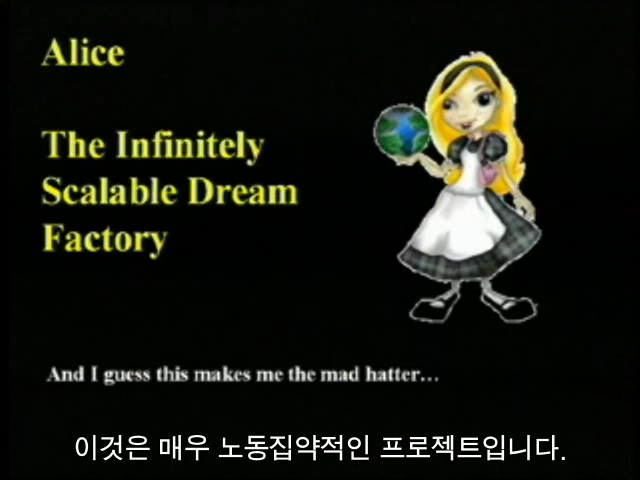 Alice
The Infinitely
Scalable Dream
Factory
And I guess this makes me the mad hatter...
이것은 매우 노동집약적인 프로젝트입니다.